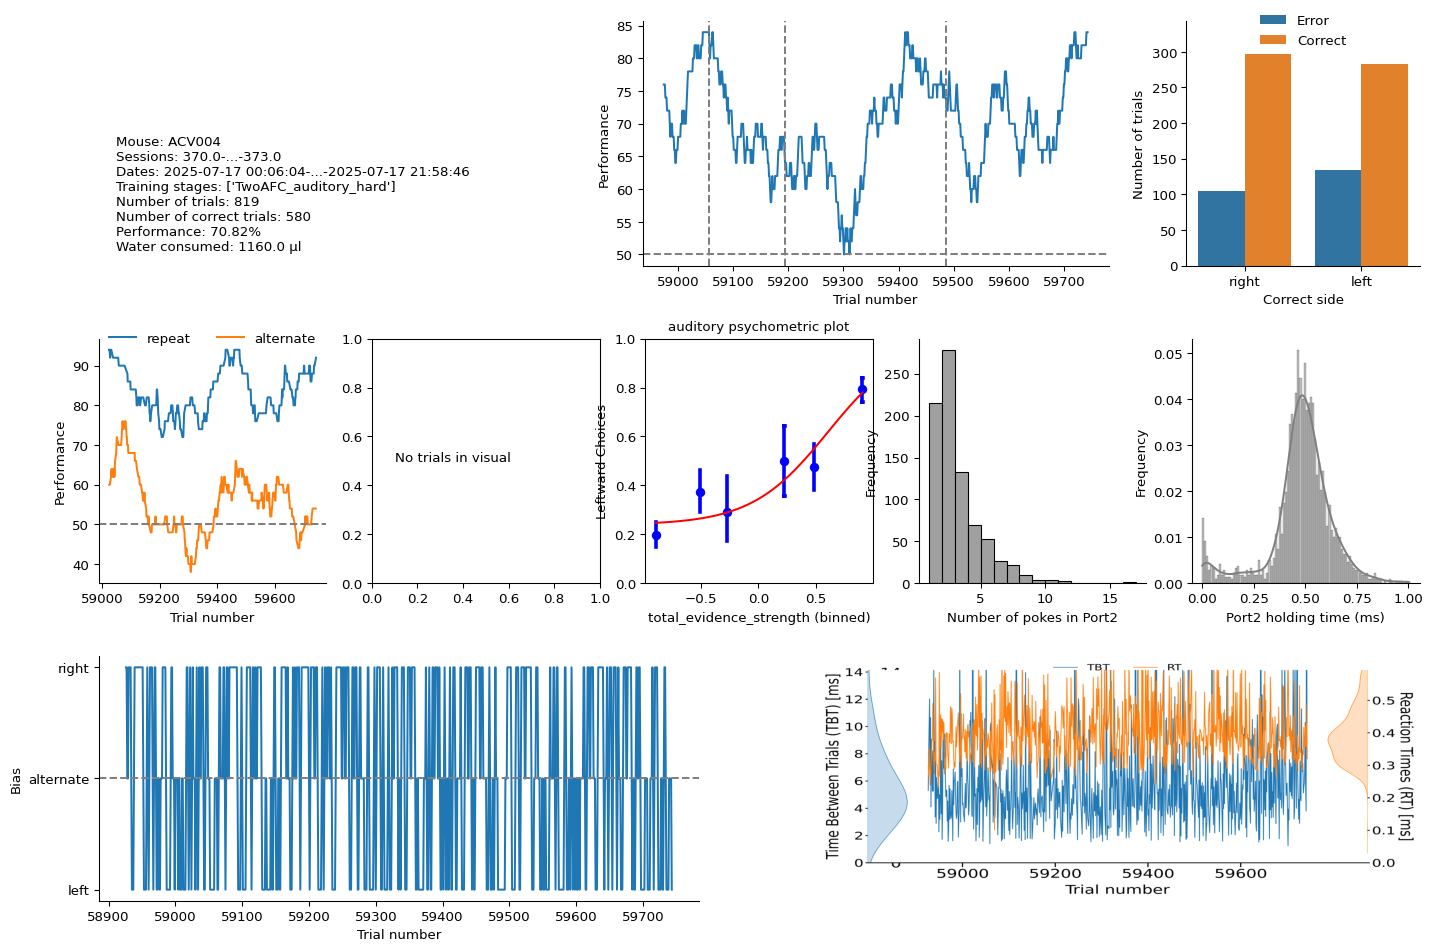 Mouse: ACV004
Sessions: 370.0-...-373.0
Dates: 2025-07-17 00:06:04-...-2025-07-17 21:58:46
Training stages: ['TwoAFC_auditory_hard']
Number of trials: 819
Number of correct trials: 580
Performance: 70.82%
Water consumed: 1160.0 µl
Performance
85
80
75
70
65
60
55
50
59000 59100 59200 59300 59400 59500 59600 59700
Trial number
Error
Correct
Number of trials
300
250
200
150
100
50
0
right left
Correct side
repeat alternate
Performance
90
80
70
60
50
40
59000 59200 59400 59600
Trial number
1.0
0.8
0.6
0.4
0.2
0.0
No trials in visual
0.0 0.2 0.4 0.6 0.8 1.0
auditory psychometric plot
Leftward Choices
1.0
0.8
0.6
0.4
0.2
0.0
−0.5 0.0 0.5
total_evidence_strength (binned)
Frequency
250
200
150
100
50
0
5 10 15
Number of pokes in Port2
Frequency
0.05
0.04
0.03
0.02
0.01
0.00
0.00 0.25 0.50 0.75 1.00
Port2 holding time (ms)
Bias
right
alternate
left
58900 59000 59100 59200 59300 59400 59500 59600 59700
Trial number
TBT RT
Time Between Trials (TBT) [ms]
14
12
10
8
6
4
2
0
59000 59200 59400 59600
Trial number
0.5
0.4
0.3
0.2
0.1
0.0
Reaction Times (RT) [ms]